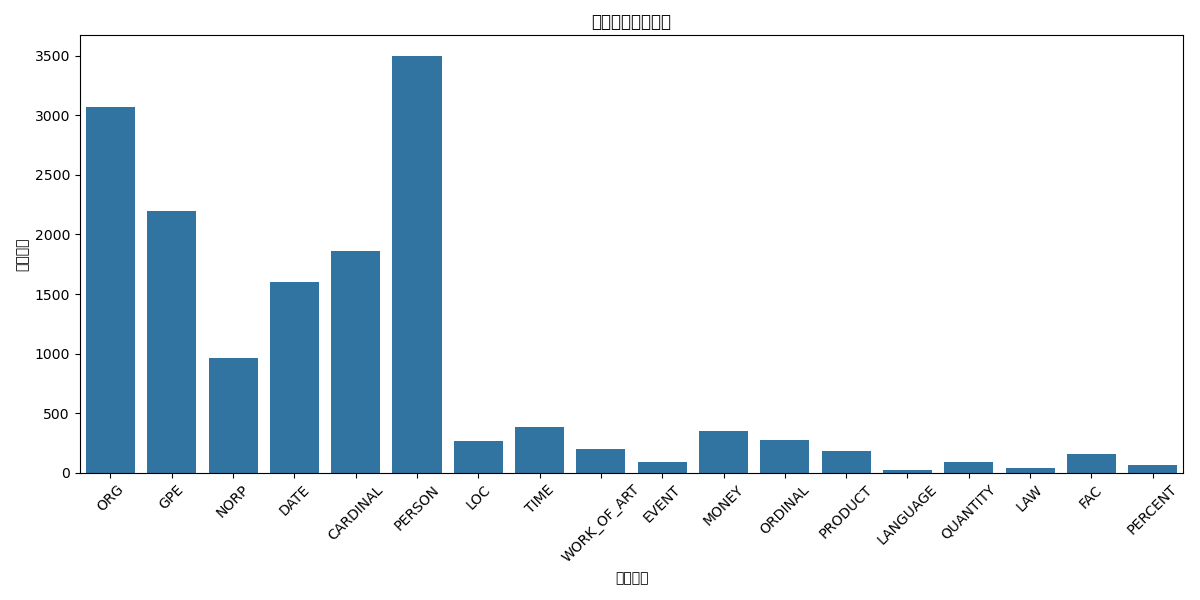 3500
3000
2500
2000
1500
1000
500
0
ORG
GPE
NORP
DATE
CARDINAL
PERSON
LOC
TIME
WORK_OF_ART
EVENT
MONEY
ORDINAL
PRODUCT
LANGUAGE
QUANTITY
LAW
FAC
PERCENT